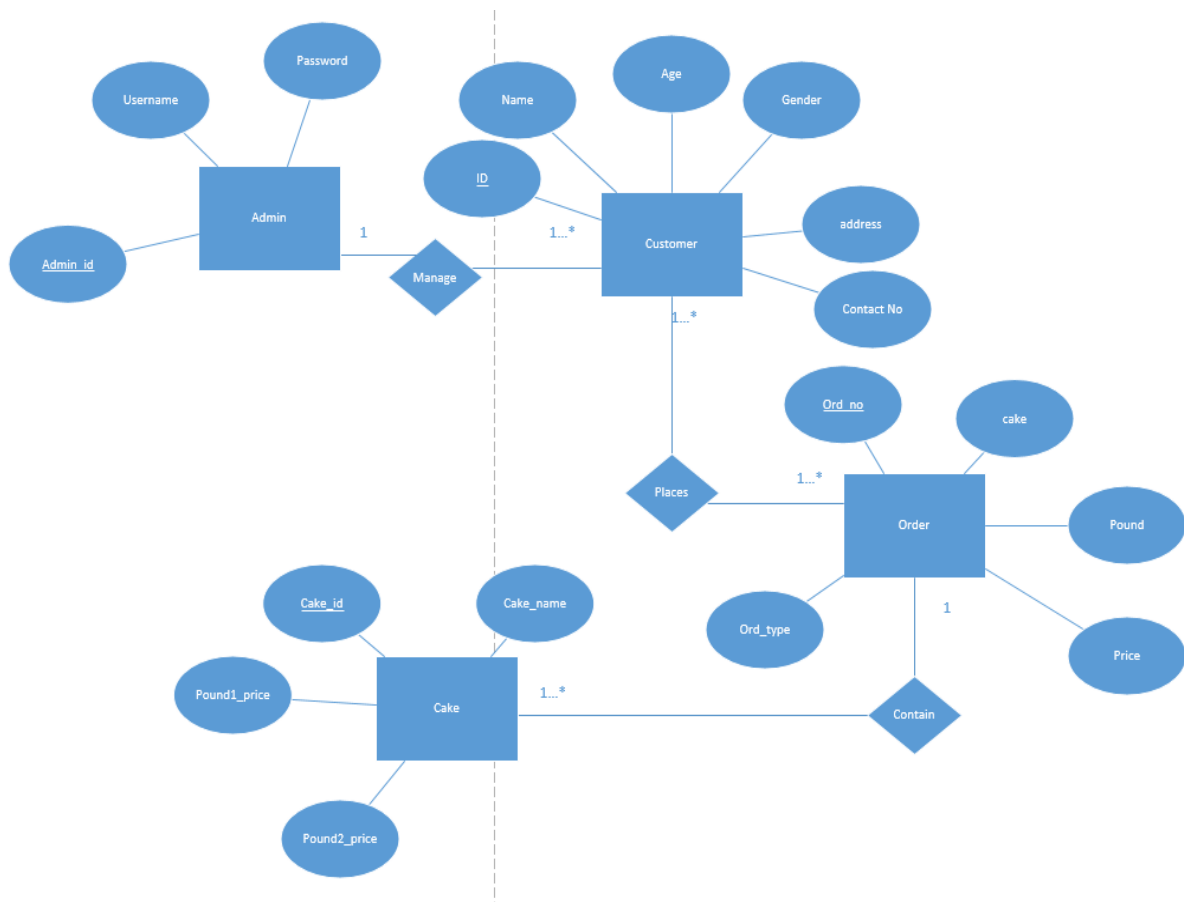 Password
Age
Username
Name
Gender
ID
Admin
1
1...*
Customer
address
Admin_id
Manage
Contact No
1...*
Ord_no
cake
1...*
Places
Order
Pound
Cake_id
Cake_name
1
Ord_type
Price
Pound1_price
Cake
1...*
Contain
Pound2_price